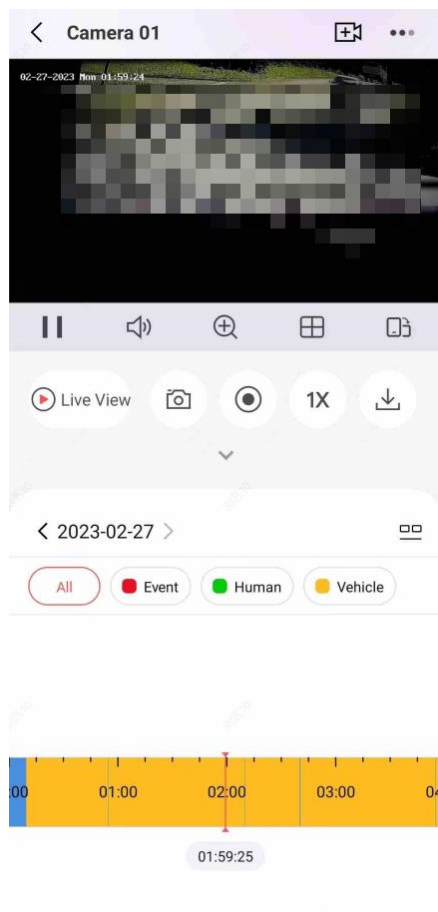 Camera 01
02-27-2023 Mon 01:59:24
Live View
1X
2023-02-27
All
Event
Human
Vehicle
:00 01:00 02:00 03:00 04
01:59:25